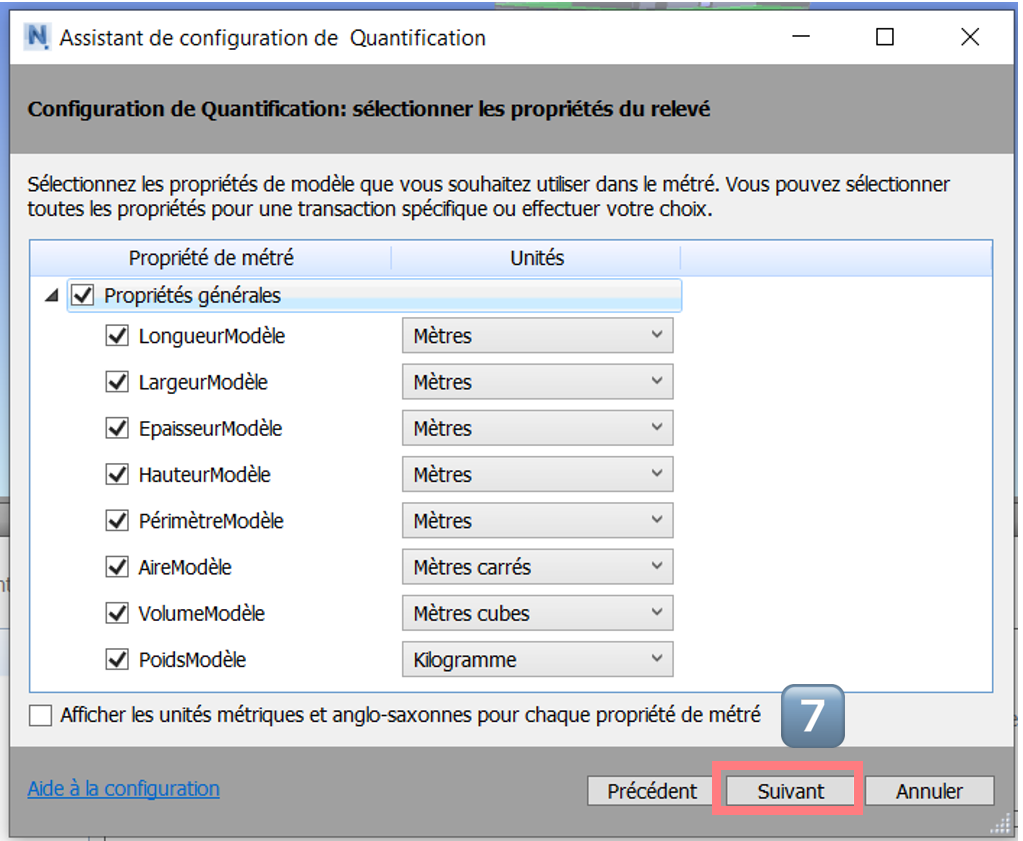 N Assistant de configuration de Quantification
Configuration de Quantification: sélectionner les propriétés du relevé
Sélectionnez les propriétés de modèle que vous souhaitez utiliser dans le métré. Vous pouvez sélectionner
toutes les propriétés pour une transaction spécifique ou effectuer votre choix.
Propriété de métré Unités
Propriétés générales
LongueurModèle Mètres
LargeurModèle Mètres
EpaisseurModèle Mètres
HauteurModèle Mètres
PérimètreModèle Mètres
AireModèle Mètres carrés
VolumeModèle Mètres cubes
PoidsModèle Kilogramme
Afficher les unités métriques et anglo-saxonnes pour chaque propriété de métré
7
Aide à la configuration Précédent Suivant Annuler